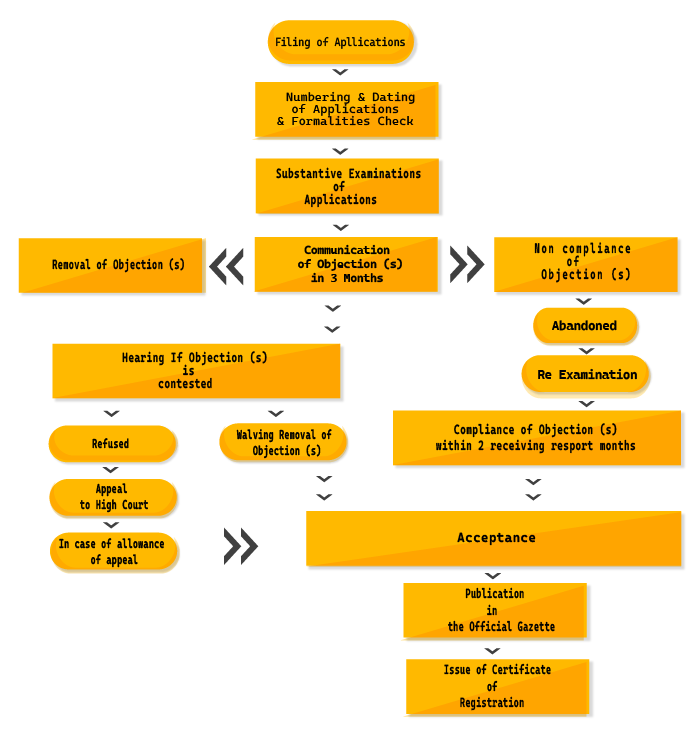 Filing of Apllications
Numbering & Dating
of Applications
& Formalities Check
Substantive Examinations
of
Applications
Removal of Objection (s)
Communication
of Objection (s)
in 3 Months
Non compliance
of
Objection (s)
Abandoned
Re Examination
Hearing If Objection (s)
is
contested
Refused
Walving Removal of
Objection (s)
Compliance of Objection (s)
within 2 receiving resport months
Appeal
to High Court
In case of allowance
of appeal
Acceptance
Publication
in
the Official Gazette
Issue of Certificate
of
Registration